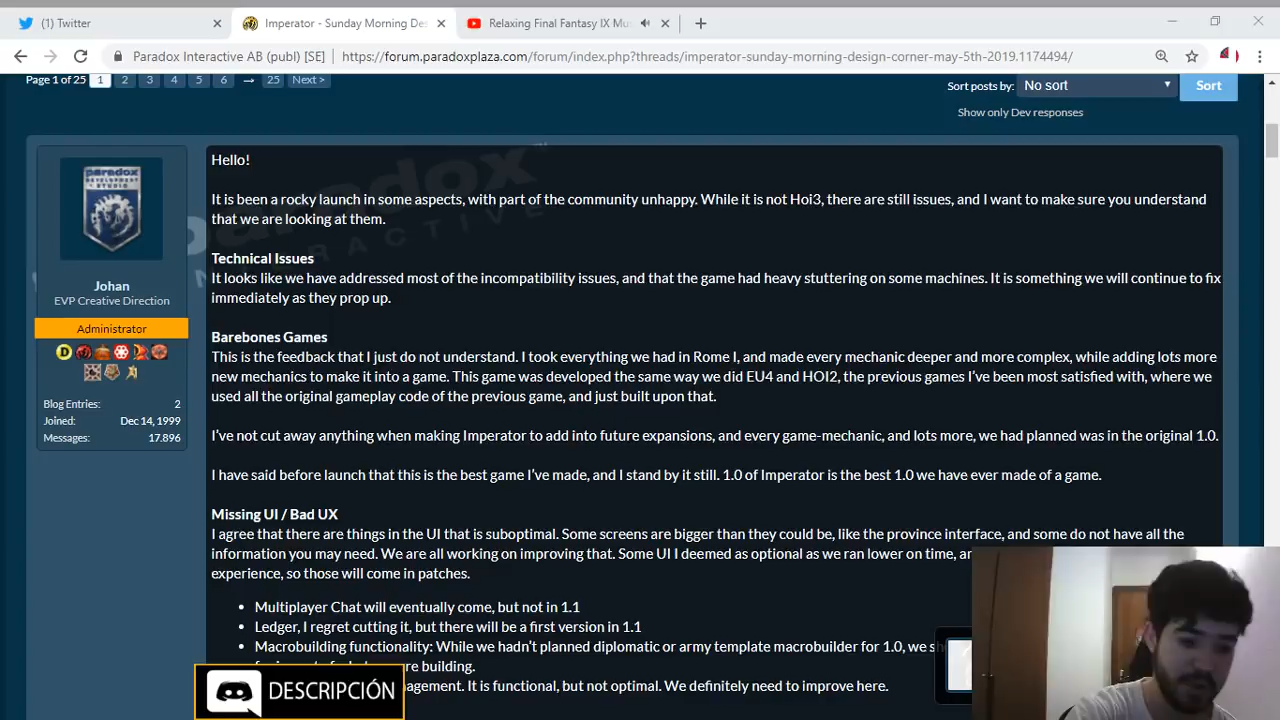 (1) Twitter
Imperator - Sunday Morning Des
Relaxing Final Fantasy IX Mus
Paradox Interactive AB (publ) [SE]
https://forum.paradoxplaza.com/forum/index.php?threads/imperator-sunday-morning-design-corner-may-5th-2019.1174494/
Page 1 of 25 1 2 3 4 5 6 → 25 Next >
Sort posts by: No sort Sort
Show only Dev responses
paradox
DEVELOPMENT STUDIO
Johan
EVP Creative Direction
Administrator
Blog Entries: 2
Joined: Dec 14, 1999
Messages: 17.896
paradox
INTERACTIVE
Hello!
It is been a rocky launch in some aspects, with part of the community unhappy. While it is not Hoi3, there are still issues, and I want to make sure you understand
that we are looking at them.
Technical Issues
It looks like we have addressed most of the incompatibility issues, and that the game had heavy stuttering on some machines. It is something we will continue to fix
immediately as they prop up.
Barebones Games
This is the feedback that I just do not understand. I took everything we had in Rome I, and made every mechanic deeper and more complex, while adding lots more
new mechanics to make it into a game. This game was developed the same way we did EU4 and HOI2, the previous games I've been most satisfied with, where we
used all the original gameplay code of the previous game, and just built upon that.
I've not cut away anything when making Imperator to add into future expansions, and every game-mechanic, and lots more, we had planned was in the original 1.0.
I have said before launch that this is the best game I've made, and I stand by it still. 1.0 of Imperator is the best 1.0 we have ever made of a game.
Missing UI / Bad UX
I agree that there are things in the UI that is suboptimal. Some screens are bigger than they could be, like the province interface, and some do not have all the
information you may need. We are all working on improving that. Some UI I deemed as optional as we ran lower on time,
experience, so those will come in patches.
• Multiplayer Chat will eventually come, but not in 1.1
• Ledger, I regret cutting it, but there will be a first version in 1.1
• Macrobuilding functionality: While we hadn't planned diplomatic or army template macrobuilder for 1.0, we
building.
It is functional, but not optimal. We definitely need to improve here.
DESCRIPCIÓN